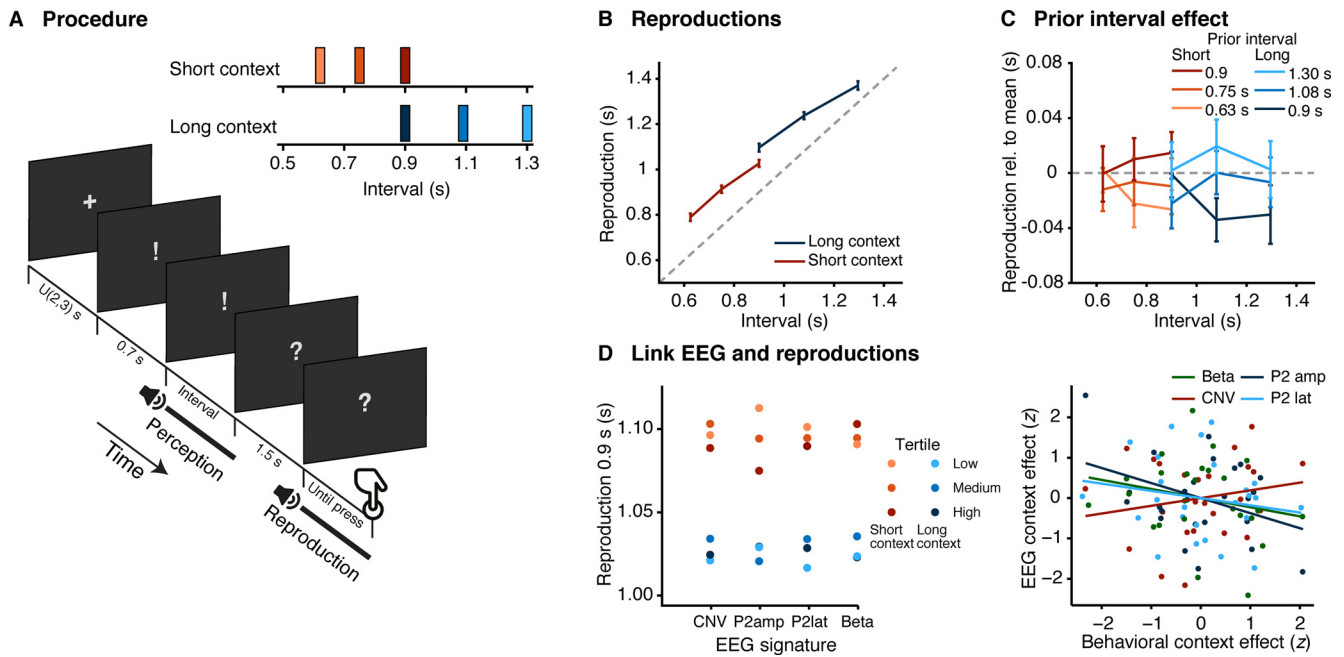 A Procedure
Short context
Long context
0.5 0.7 0.9 1.1 1.3
Interval (s)
+
!
!
?
?
U(2,3) s
0.7 s
Interval
1.5 s
Until press
Time
Perception
Reproduction
B Reproductions
Reproduction (s)
1.4
1.2
1
0.8
0.6
Long context
Short context
0.6 0.8 1 1.2 1.4
Interval (s)
C Prior interval effect
Prior interval
Short Long
0.9 1.30 s
0.75 s 1.08 s
0.63 s 0.9 s
Reproduction rel. to mean (s)
0.08
0.04
0
-0.04
-0.08
0.6 0.8 1 1.2 1.4
Interval (s)
D Link EEG and reproductions
Reproduction 0.9 s (s)
1.10
1.05
1.00
CNV P2amp P2lat Beta
EEG signature
Tertile
Low
Medium
High
Short Long
context context
Beta P2 amp
CNV P2 lat
EEG context effect (z)
2
1
0
−1
−2
−2 −1 0 1 2
Behavioral context effect (z)